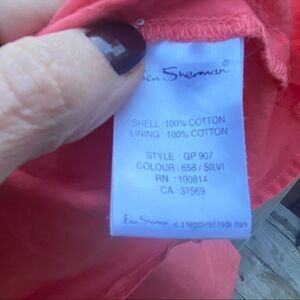 Ben Sherman®
SHELL :100% COTTON
LINING :100% COTTON
STYLE : GP 907
COLOUR : 658 / SILVI
RN : 100814
CA : 37569
Ben Sherman is a registered trade mark